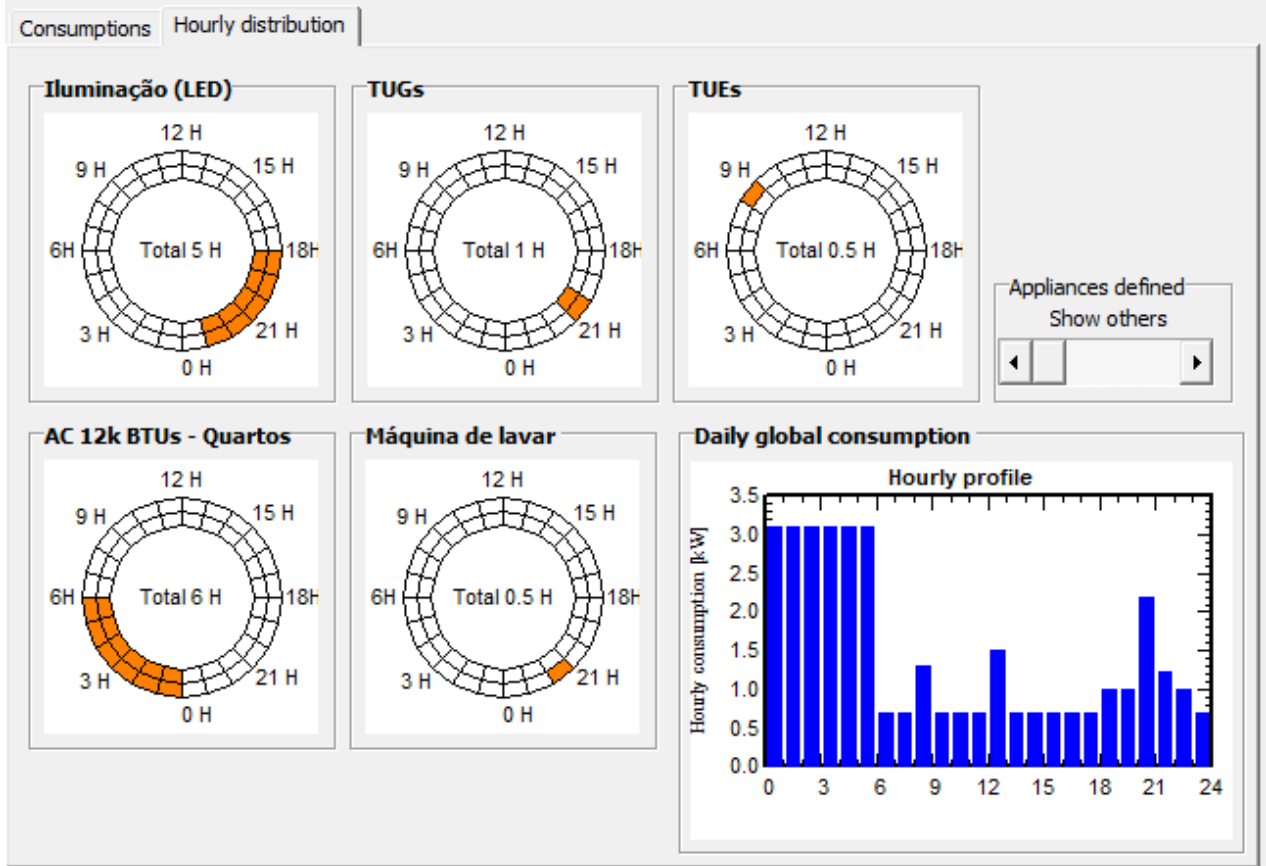 Consumptions
Hourly distribution
Iluminação (LED)
12 H
9 H
15 H
6H
Total 5 H
18H
3 H
21 H
0 H
TUGs
12 H
9 H
15 H
6H
Total 1 H
18H
3 H
21 H
0 H
TUEs
12 H
9 H
15 H
6H
Total 0.5 H
18H
3 H
21 H
0 H
Appliances defined
Show others
AC 12k BTUs - Quartos
12 H
9 H
15 H
6H
Total 6 H
18H
3 H
21 H
0 H
Máquina de lavar
12 H
9 H
15 H
6H
Total 0.5 H
18H
3 H
21 H
0 H
Daily global consumption
Hourly profile
Hourly consumption [kW]
3.5
3.0
2.5
2.0
1.5
1.0
0.5
0.0
0 3 6 9 12 15 18 21 24